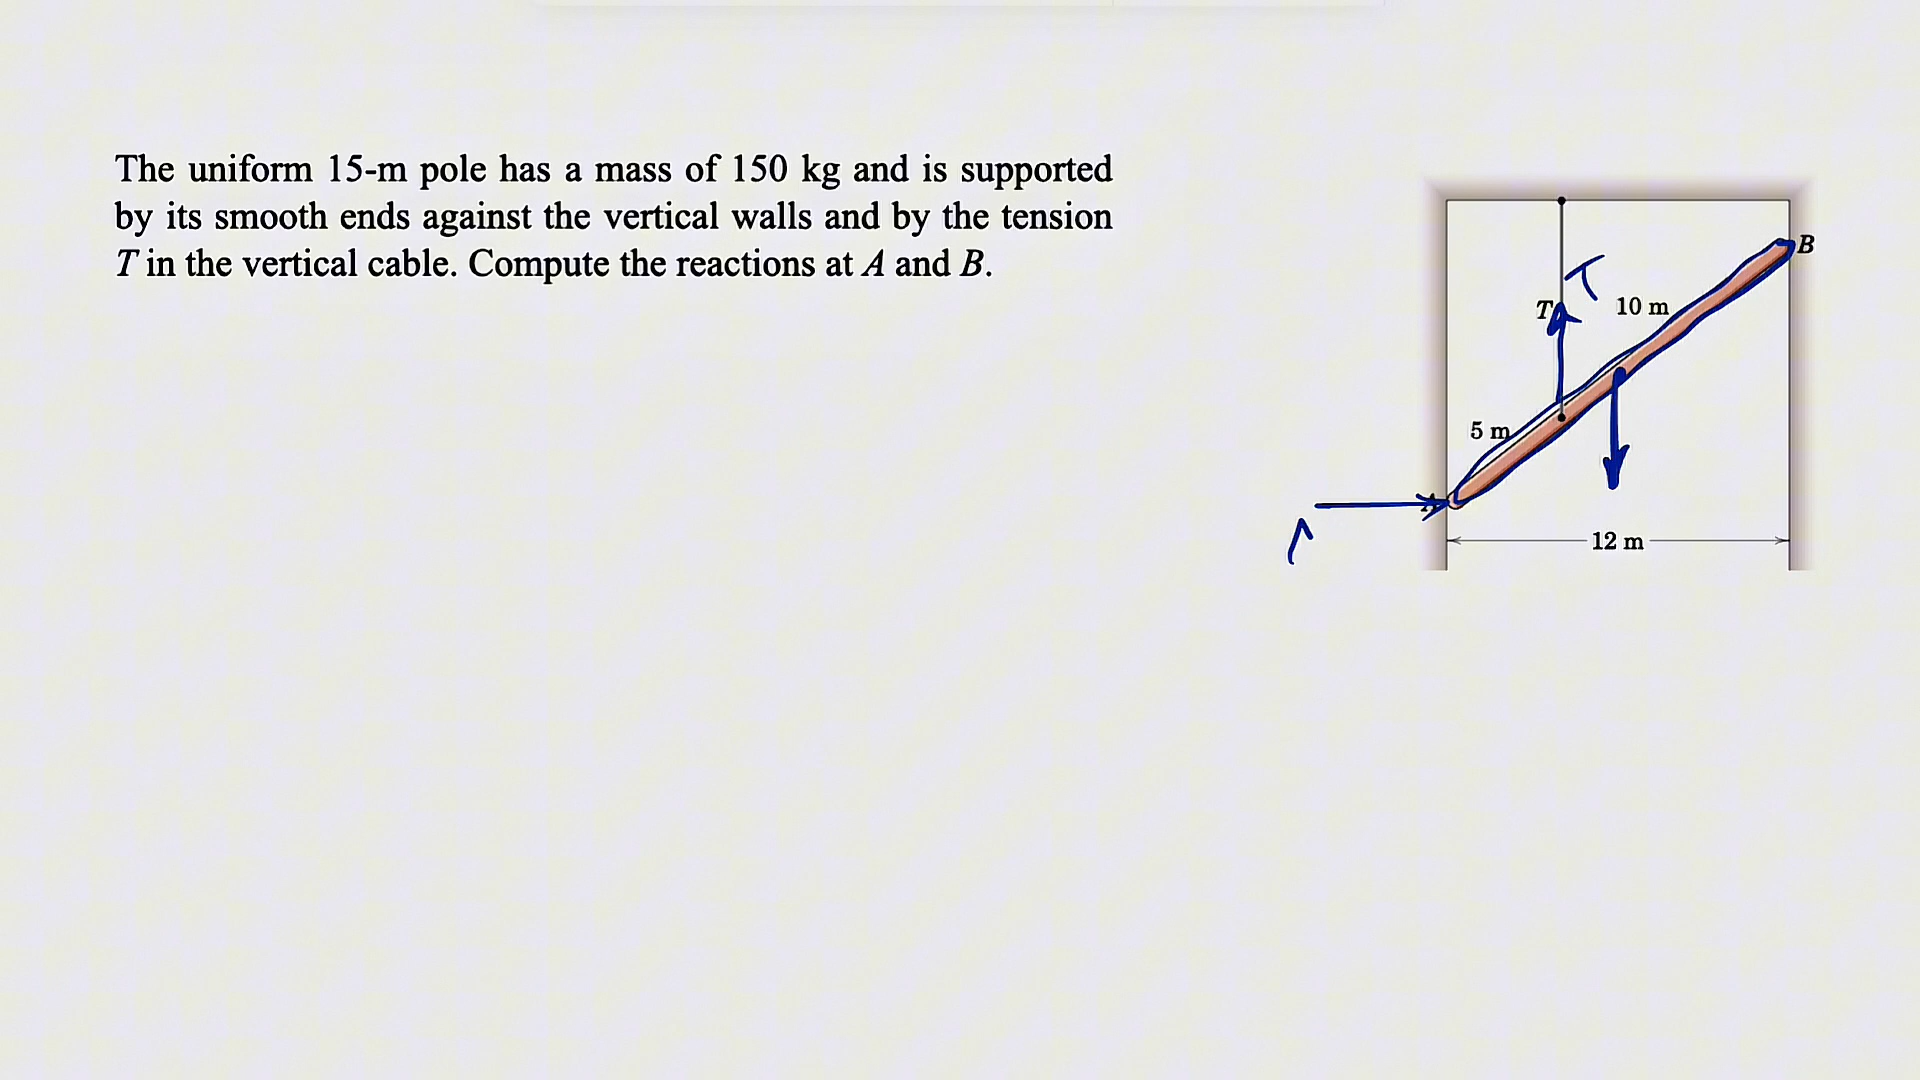 The uniform 15-m pole has a mass of 150 kg and is supported
by its smooth ends against the vertical walls and by the tension
T in the vertical cable. Compute the reactions at A and B.
B
T
10 m
T
5 m
A
12 m